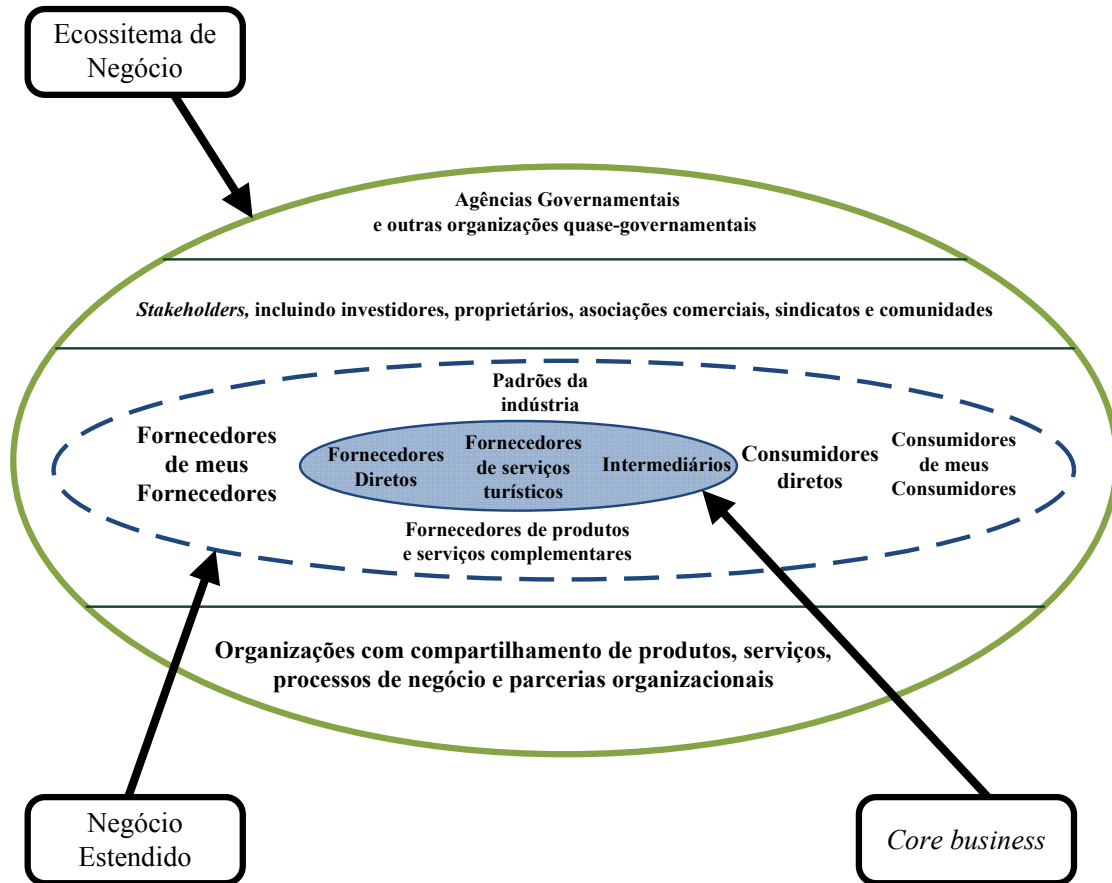 Ecossitema de
Negócio
Agências Governamentais
e outras organizações quase-governamentais
Stakeholders, incluindo investidores, proprietários, asociações comerciais, sindicatos e comunidades
Padrões da
indústria
Fornecedores
de meus
Fornecedores
Fornecedores
Diretos
Fornecedores
de serviços
turísticos
Intermediários
Consumidores
diretos
Consumidores
de meus
Consumidores
Fornecedores de produtos
e serviços complementares
Organizações com compartilhamento de produtos, serviços,
processos de negócio e parcerias organizacionais
Negócio
Estendido
Core business